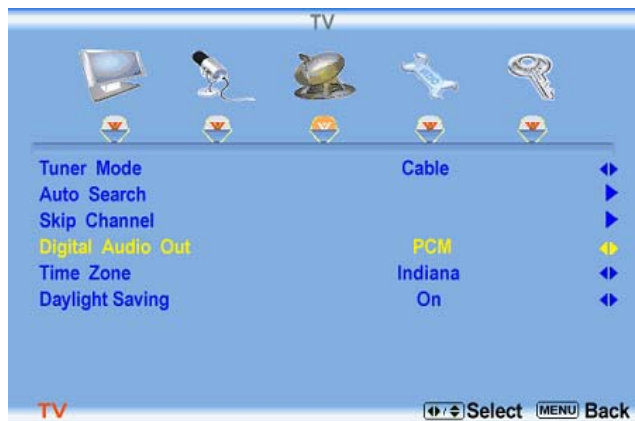 TV
Tuner Mode Cable
Auto Search
Skip Channel
Digital Audio Out PCM
Time Zone Indiana
Daylight Saving On
TV Select MENU Back